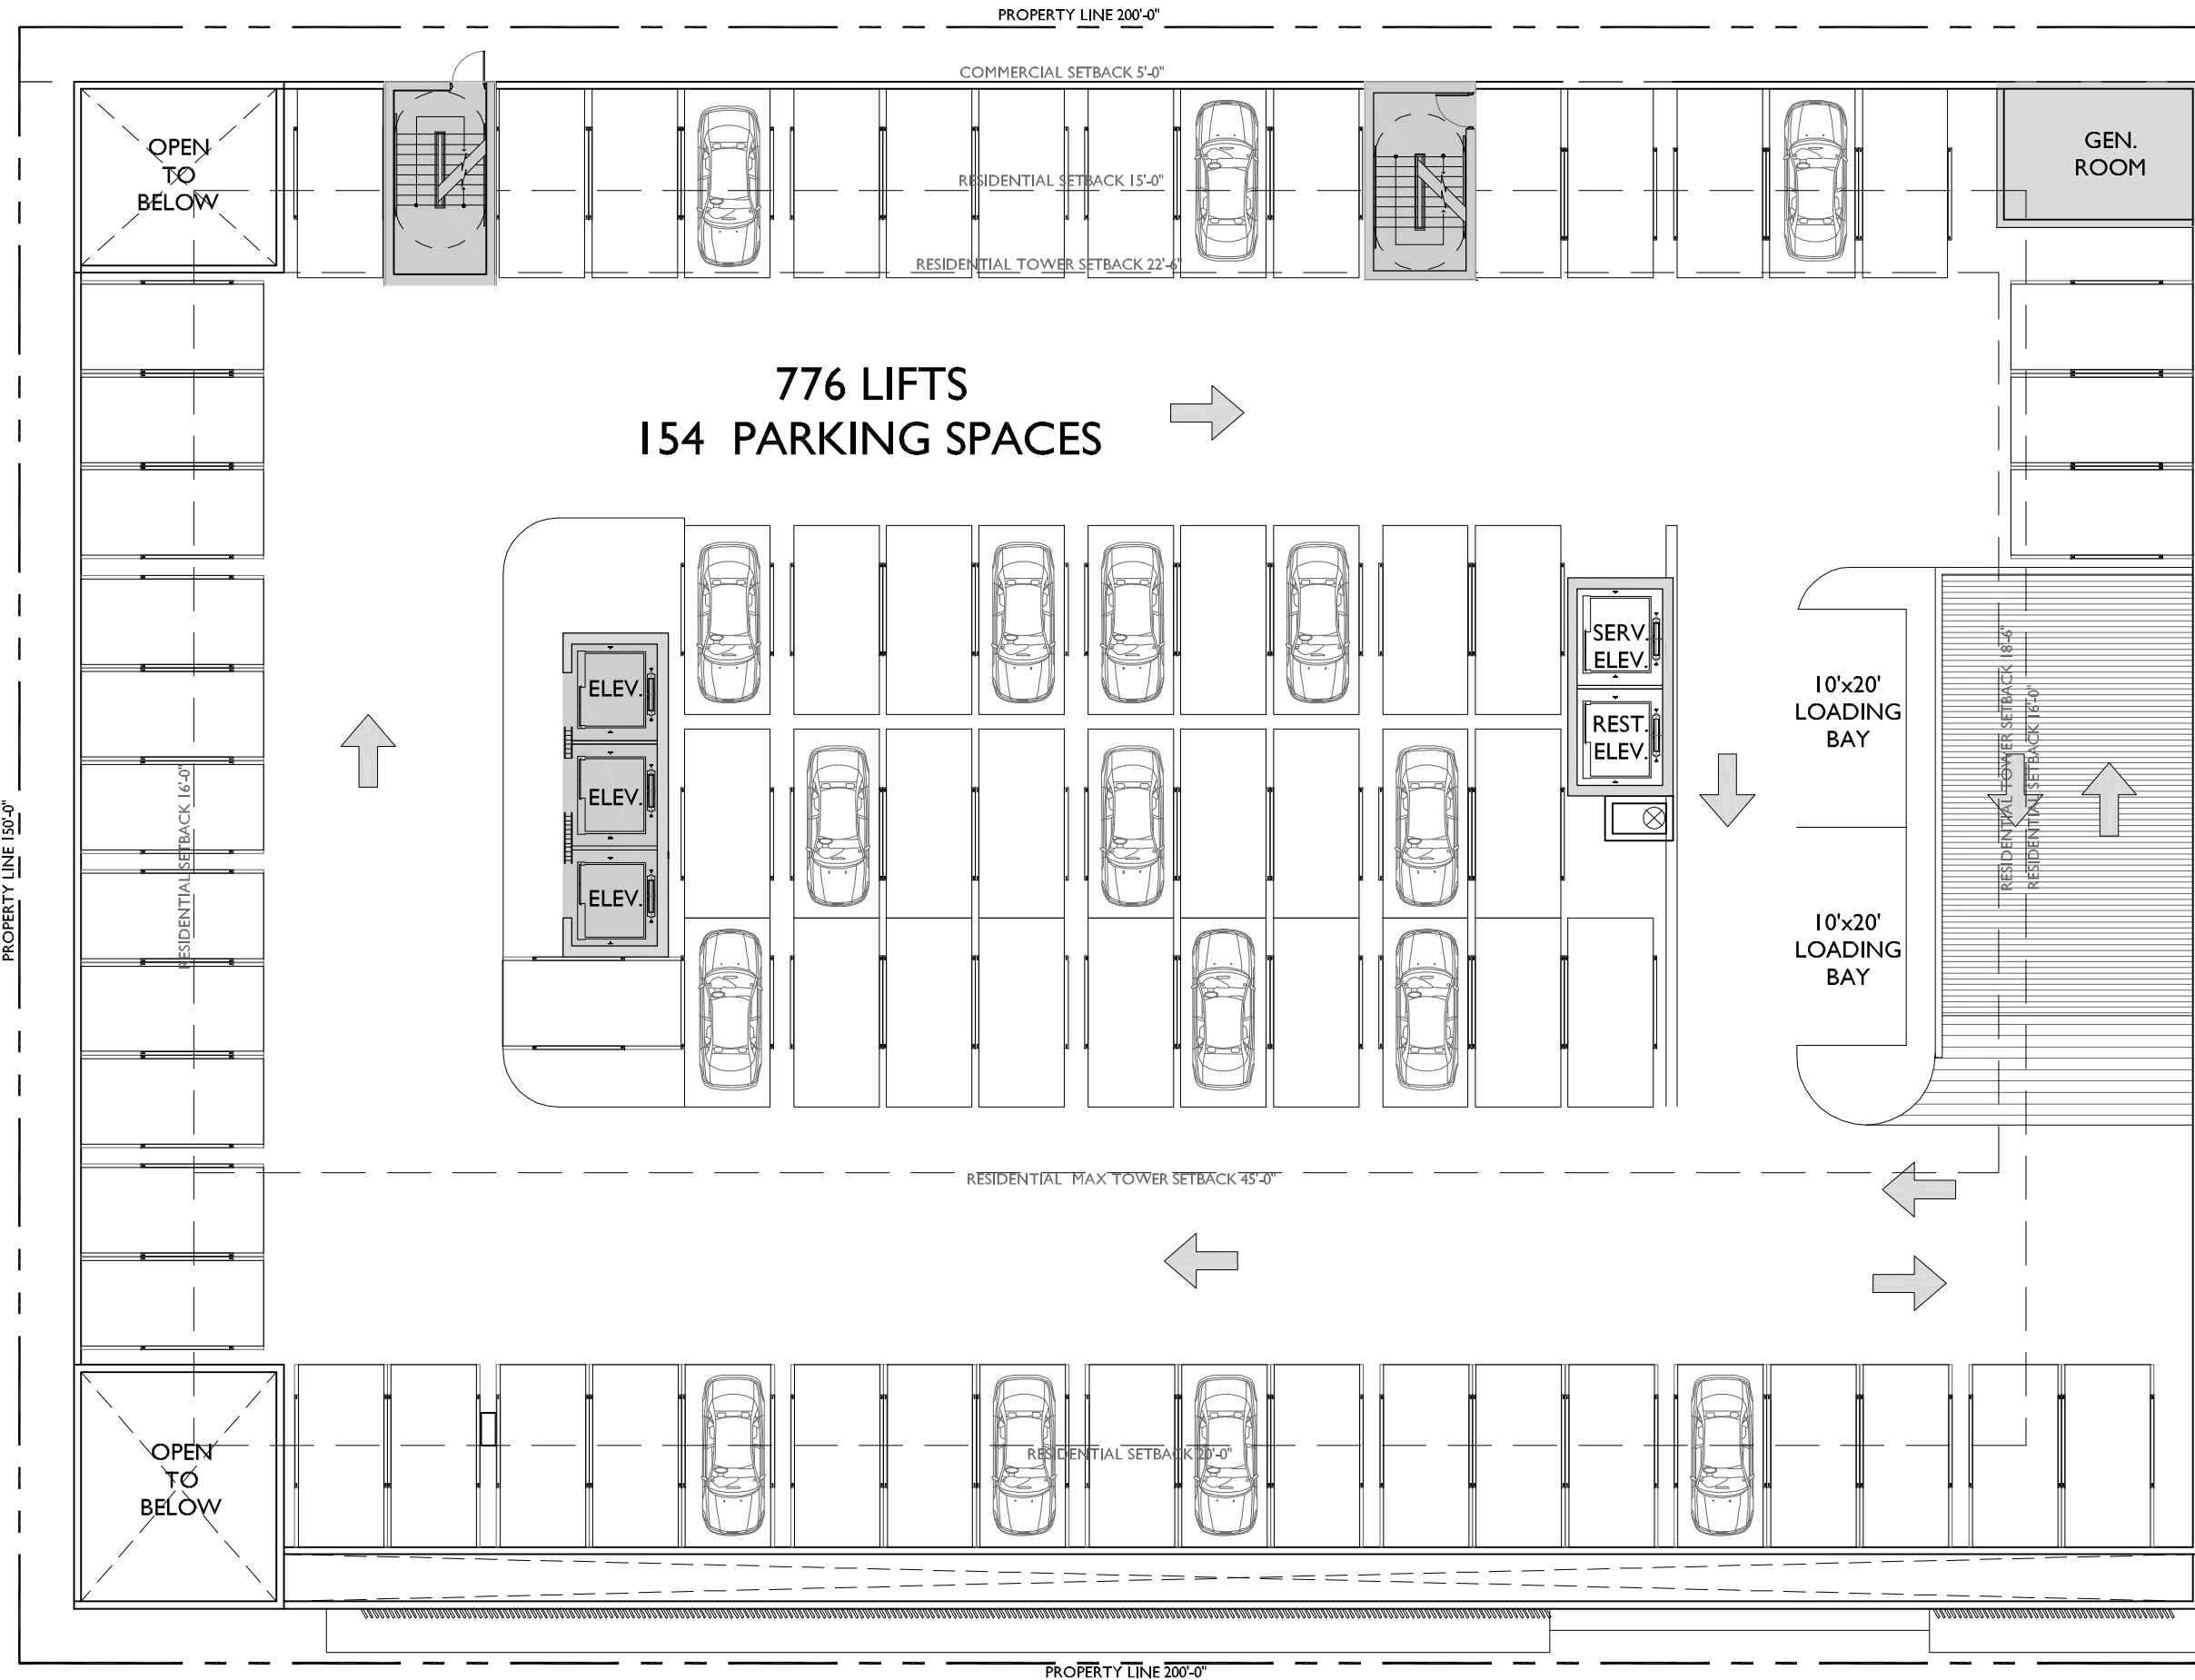 PROPERTY LINE 200'-0"
COMMERCIAL SETBACK 5'-0"
OPEN
TO
BELOW
GEN.
ROOM
RESIDENTIAL SETBACK 15'-0"
RESIDENTIAL TOWER SETBACK 22'-6"
776 LIFTS
154 PARKING SPACES
SERV.
ELEV.
REST.
ELEV.
ELEV.
ELEV.
ELEV.
10'x20'
LOADING
BAY
10'x20'
LOADING
BAY
RESIDENTIAL TOWER SETBACK 18'-6"
RESIDENTIAL SETBACK 16'-0"
RESIDENTIAL SETBACK 16'-0"
PROPERTY LINE 150'-0"
RESIDENTIAL MAX TOWER SETBACK 45'-0"
OPEN
TO
BELOW
RESIDENTIAL SETBACK 20'-0"
PROPERTY LINE 200'-0"